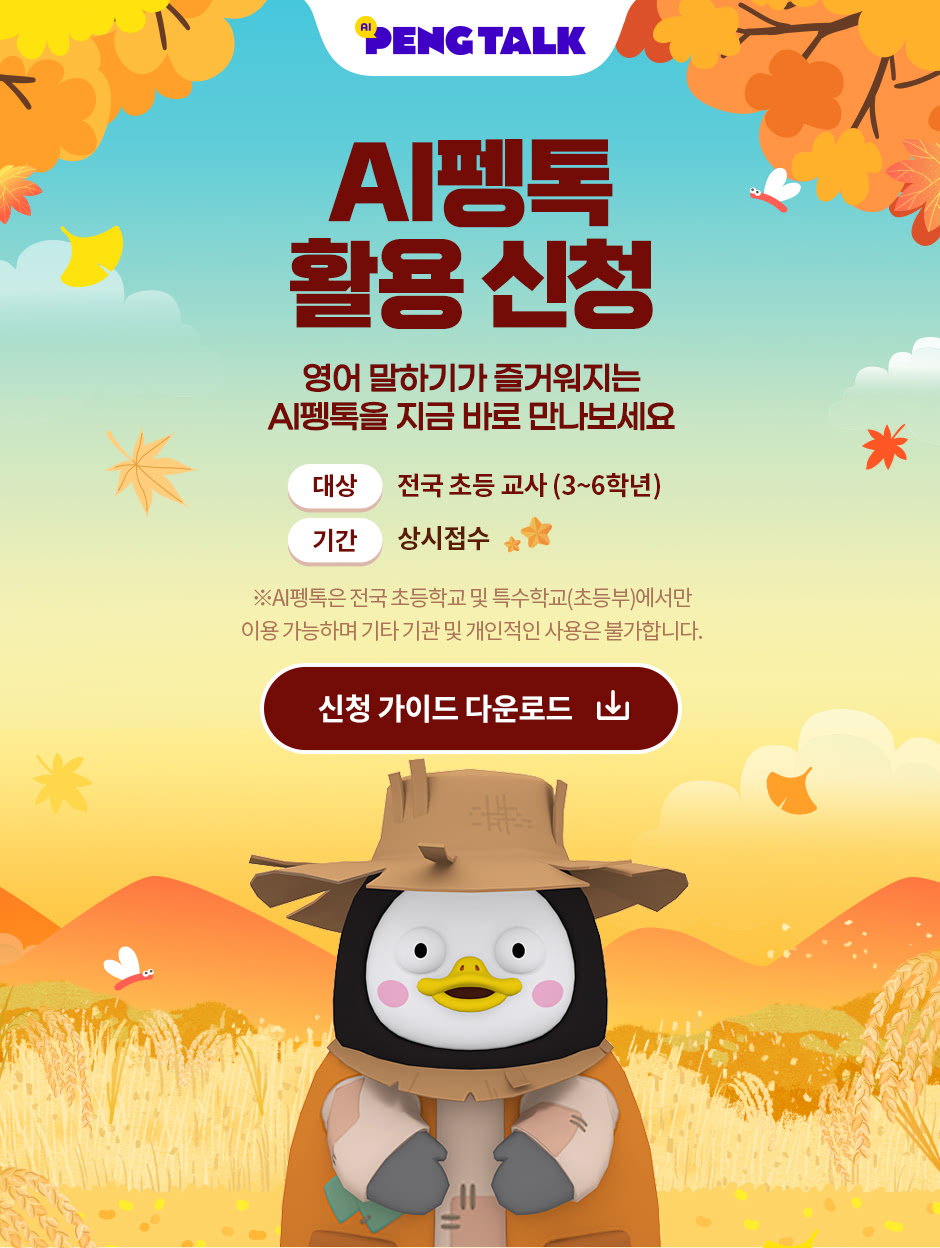 AI PENGTALK
AI펭톡
활용 신청
영어 말하기가 즐거워지는
AI펭톡을 지금 바로 만나보세요
대상 전국 초등 교사 (3~6학년)
기간 상시접수
※AI펭톡은 전국 초등학교 및 특수학교(초등부)에서만
이용 가능하며 기타 기관 및 개인적인 사용은 불가합니다.
신청 가이드 다운로드